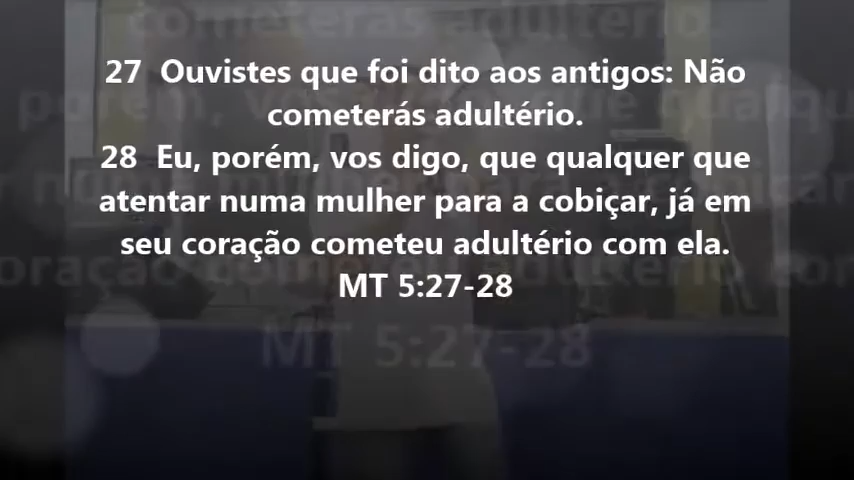 27 Ouvistes que foi dito aos antigos: Não
cometerás adultério.
28 Eu, porém, vos digo, que qualquer que
atentar numa mulher para a cobiçar, já em
seu coração cometeu adultério com ela.
MT 5:27-28